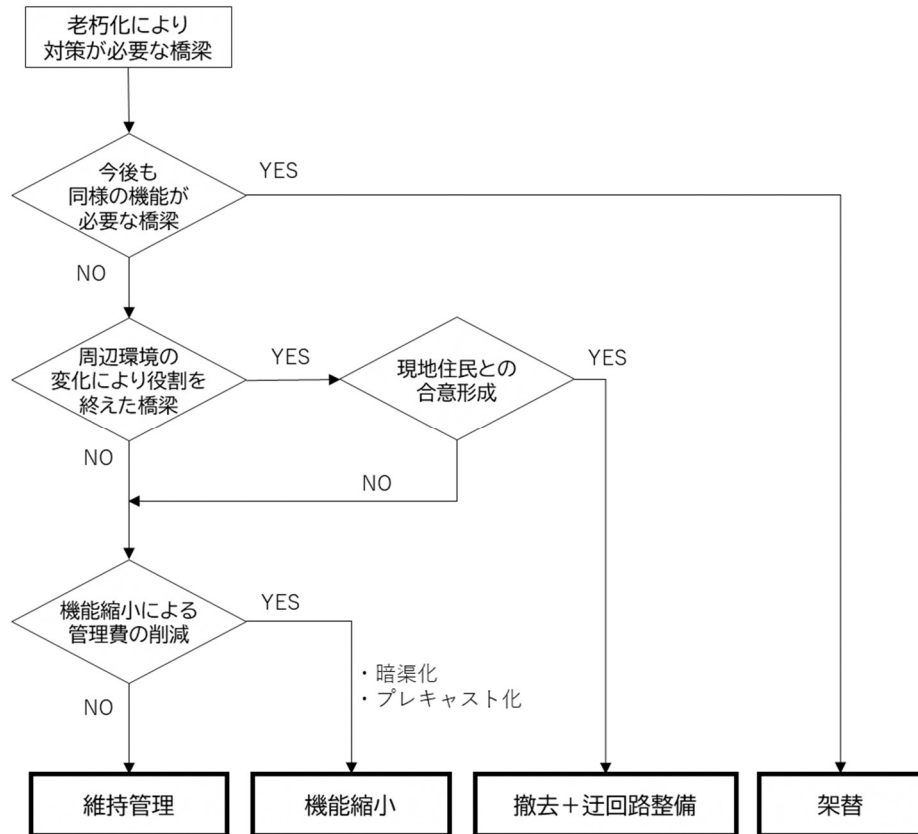 老朽化により
対策が必要な橋梁
今後も
同様の機能が
必要な橋梁
YES
NO
周辺環境の
変化により役割を
終えた橋梁
YES
現地住民との
合意形成
YES
NO
NO
機能縮小による
管理費の削減
YES
・暗渠化
・プレキャスト化
NO
維持管理
機能縮小
撤去＋迂回路整備
架替